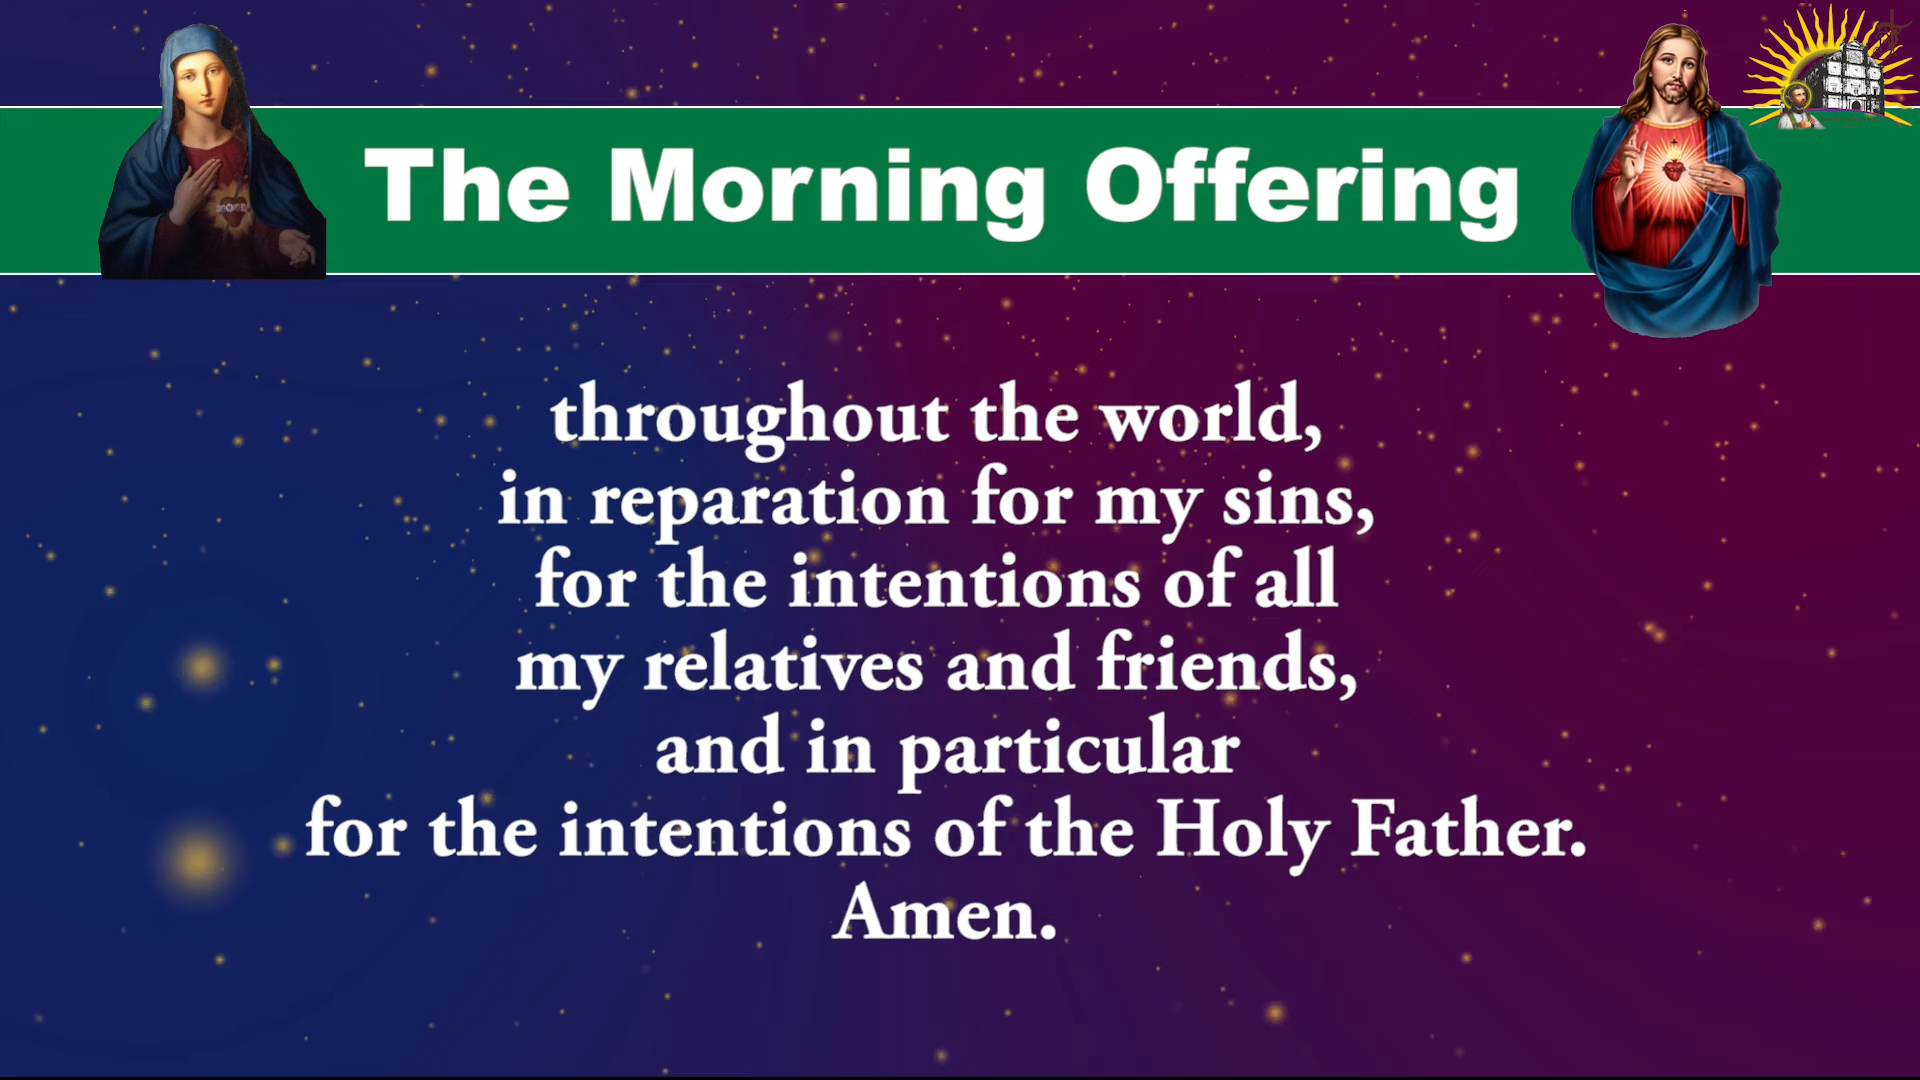 The Morning Offering
throughout the world,
in reparation for my sins,
for the intentions of all
my relatives and friends,
and in particular
for the intentions of the Holy Father.
Amen.